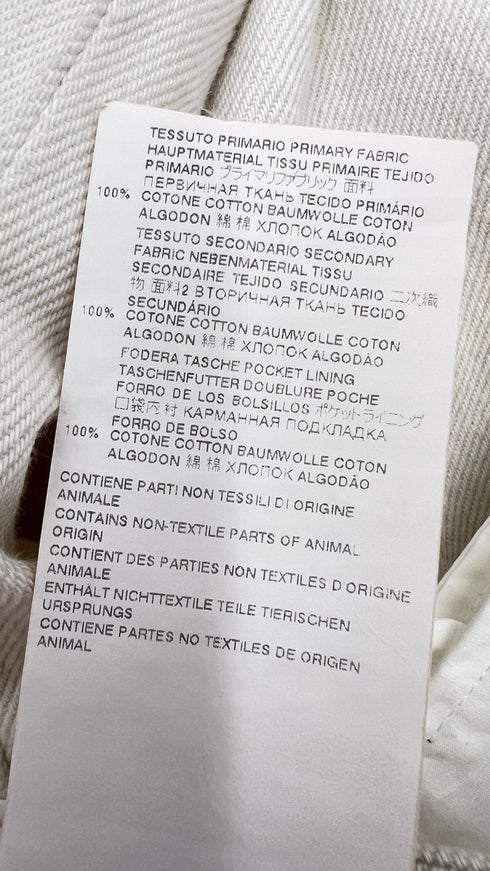 TESSUTO PRIMARIO PRIMARY FABRIC
HAUPTMATERIAL TISSU PRIMAIRE TEJIDO
PRIMARIO プライマリファブリック 面料
ПЕРВИЧНАЯ ТКАНЬ TECIDO PRIMÁRIO
100% COTONE COTTON BAUMWOLLE COTON
ALGODON 綿 棉 ХЛОПОК ALGODÃO
TESSUTO SECONDARIO SECONDARY
FABRIC NEBENMATERIAL TISSU
SECONDAIRE TEJIDO SECUNDARIO 二次織
物 面料2 ВТОРИЧНАЯ ТКАНЬ TECIDO
SECUNDÁRIO
100% COTONE COTTON BAUMWOLLE COTON
ALGODON 綿 棉 ХЛОПОК ALGODÃO
FODERA TASCHE POCKET LINING
TASCHENFUTTER DOUBLURE POCHE
FORRO DE LOS BOLSILLOS ポケットライニング
口袋内衬 КАРМАННАЯ ПОДКЛАДКА
FORRO DE BOLSO
100% COTONE COTTON BAUMWOLLE COTON
ALGODON 綿 棉 ХЛОПОК ALGODÃO
CONTIENE PARTI NON TESSILI DI ORIGINE
ANIMALE
CONTAINS NON-TEXTILE PARTS OF ANIMAL
ORIGIN
CONTIENT DES PARTIES NON TEXTILES D'ORIGINE
ANIMALE
ENTHÄLT NICHTTEXTILE TEILE TIERISCHEN
URSPRUNGS
CONTIENE PARTES NO TEXTILES DE ORIGEN
ANIMAL